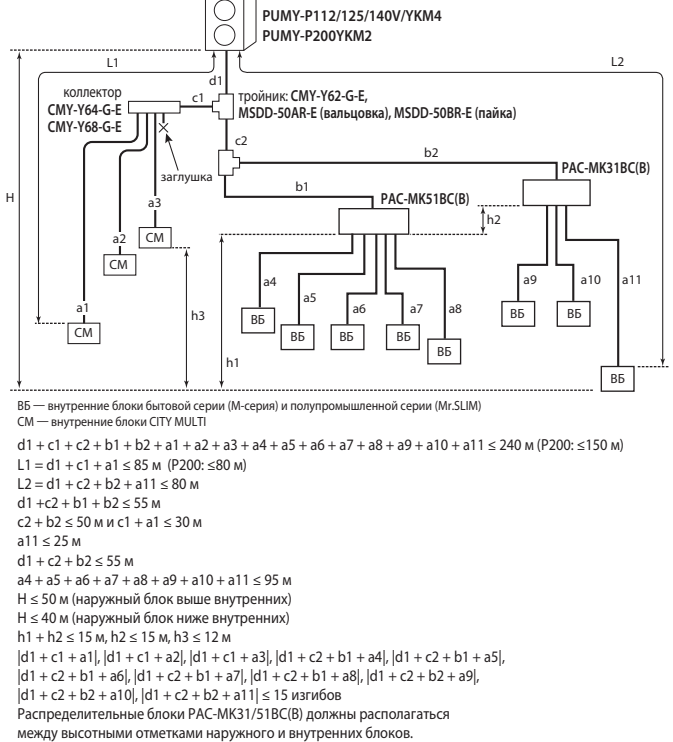 PUMY-P112/125/140V/YKM4
PUMY-P200YKM2
L1
L2
d1
коллектор
CMY-Y64-G-E
CMY-Y68-G-E
c1
тройник: CMY-Y62-G-E,
MSDD-50AR-E (вальцовка), MSDD-50BR-E (пайка)
c2
b2
заглушка
PAC-MK31BC(B)
H
b1
PAC-MK51BC(B)
a3
h2
a2
СМ
СМ
a1
СМ
h3
h1
a4
a5
a6
a7
a8
a9
a10
a11
ВБ
ВБ
ВБ
ВБ
ВБ
ВБ
ВБ
ВБ
ВБ — внутренние блоки бытовой серии (М-серия) и полупромышленной серии (Mr.SLIM)
СМ — внутренние блоки CITY MULTI
d1 + c1 + c2 + b1 + b2 + a1 + a2 + a3 + a4 + a5 + a6 + a7 + a8 + a9 + a10 + a11 ≤ 240 м (P200: ≤150 м)
L1 = d1 + c1 + a1 ≤ 85 м (P200: ≤80 м)
L2 = d1 + c2 + b2 + a11 ≤ 80 м
d1 +c2 + b1 + b2 ≤ 55 м
c2 + b2 ≤ 50 м и c1 + a1 ≤ 30 м
a11 ≤ 25 м
d1 + c2 + b2 ≤ 55 м
a4 + a5 + a6 + a7 + a8 + a9 + a10 + a11 ≤ 95 м
H ≤ 50 м (наружный блок выше внутренних)
H ≤ 40 м (наружный блок ниже внутренних)
h1 + h2 ≤ 15 м, h2 ≤ 15 м, h3 ≤ 12 м
|d1 + c1 + a1|, |d1 + c1 + a2|, |d1 + c1 + a3|, |d1 + c2 + b1 + a4|, |d1 + c2 + b1 + a5|,
|d1 + c2 + b1 + a6|, |d1 + c2 + b1 + a7|, |d1 + c2 + b1 + a8|, |d1 + c2 + b2 + a9|,
|d1 + c2 + b2 + a10|, |d1 + c2 + b2 + a11| ≤ 15 изгибов
Распределительные блоки PAC-MK31/51BC(B) должны располагаться
между высотными отметками наружного и внутренних блоков.